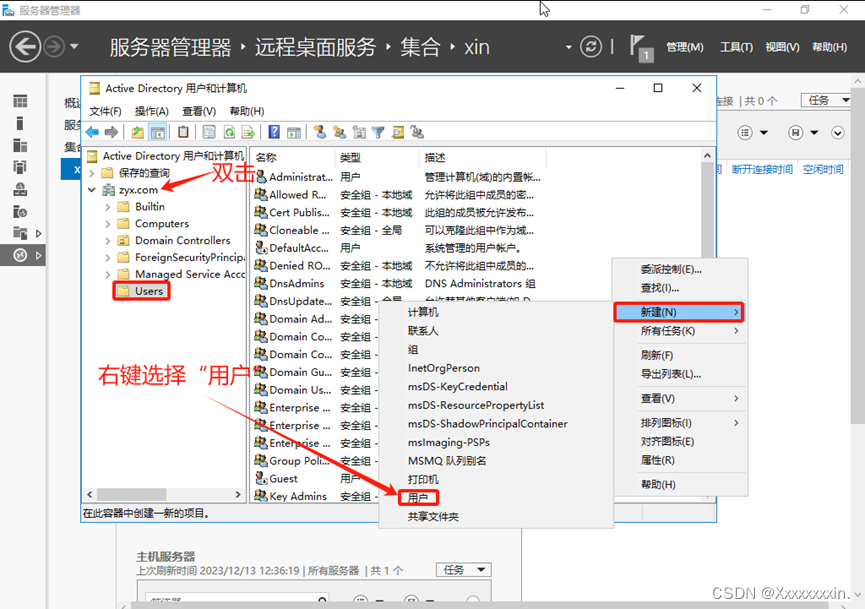 服务器管理器
服务器管理器 · 远程桌面服务 · 集合 · xin
1
管理(M) 工具(T) 视图(V) 帮助(H)
Active Directory 用户和计算机
文件(F) 操作(A) 查看(V) 帮助(H)
连接 | 共 0 个
任务
断开连接时间 空闲时间
Active Directory 用户和计算机
保存的查询
zyx.com
Builtin
Computers
Domain Controllers
ForeignSecurityPrincipa
Managed Service Acc
Users
双击
右键选择“用户”
名称 类型 描述
Administrat... 用户 管理计算机(域)的内置帐...
Allowed R... 安全组 - 本地域 允许将此组中成员的密...
Cert Publis... 安全组 - 本地域 此组的成员被允许发布...
Cloneable ... 安全组 - 全局 可以克隆此组中作为域...
DefaultAcc... 用户 系统管理的用户帐户。
Denied RO... 安全组 - 本地域 不允许将此组中成员的...
DnsAdmins 安全组 - 本地域 DNS Administrators 组
DnsUpdate... 安全组 - 全局
Domain Ad... 安全组 -
Domain Co... 安全组 -
Domain Co... 安全组 -
Domain Gu... 安全组 -
Domain Us... 安全组 -
Enterprise ... 安全组 -
Enterprise ... 安全组 -
Enterprise ... 安全组 -
Group Poli... 安全组 -
Guest 用户
Key Admins 安全组 -
在此容器中创建一新的项目。
计算机
联系人
组
InetOrgPerson
msDS-KeyCredential
msDS-ResourcePropertyList
msDS-ShadowPrincipalContainer
msImaging-PSPs
MSMQ 队列别名
打印机
用户
共享文件夹
委派控制(E)...
查找(I)...
新建(N)
所有任务(K)
刷新(F)
导出列表(L)...
查看(V)
排列图标(I)
对齐图标(E)
属性(R)
帮助(H)
主机服务器
上次刷新时间 2023/12/13 12:36:19 | 所有服务器 | 共 1 个
任务
CSDN @Xxxxxxxxin.